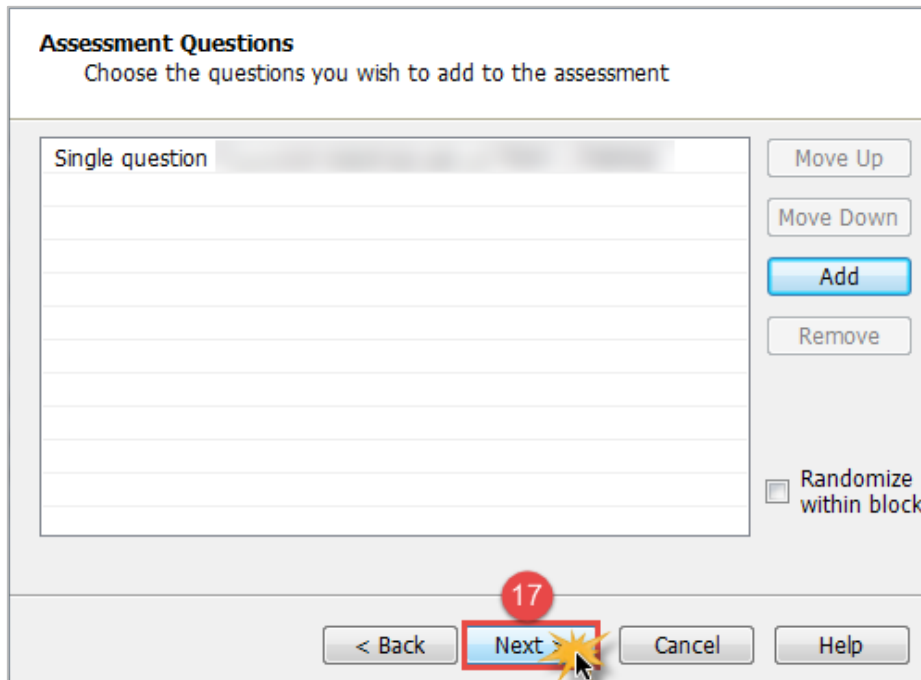 Assessment Questions
Choose the questions you wish to add to the assessment
Single question
Move Up
Move Down
Add
Remove
Randomize
within block
17
< Back
Next >
Cancel
Help